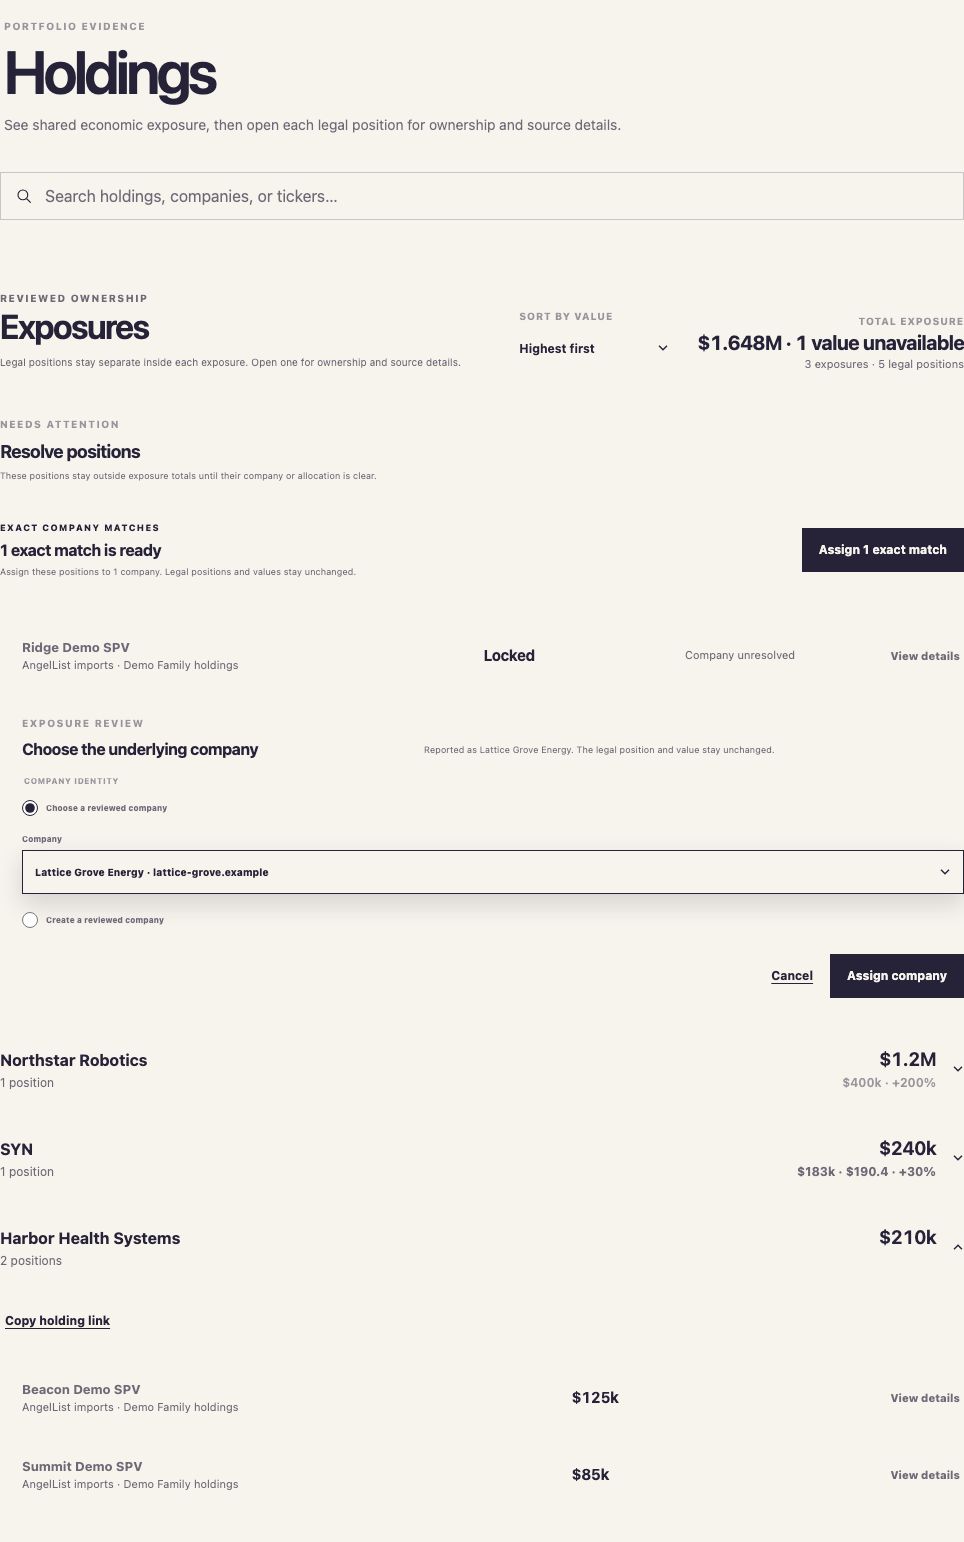 PORTFOLIO EVIDENCE
Holdings
See shared economic exposure, then open each legal position for ownership and source details.
Search holdings, companies, or tickers...
REVIEWED OWNERSHIP
Exposures
Legal positions stay separate inside each exposure. Open one for ownership and source details.
SORT BY VALUE
Highest first
TOTAL EXPOSURE
$1.648M · 1 value unavailable
3 exposures · 5 legal positions
NEEDS ATTENTION
Resolve positions
These positions stay outside exposure totals until their company or allocation is clear.
EXACT COMPANY MATCHES
1 exact match is ready
Assign these positions to 1 company. Legal positions and values stay unchanged.
Assign 1 exact match
Ridge Demo SPV
AngelList imports · Demo Family holdings
Locked
Company unresolved
View details
EXPOSURE REVIEW
Choose the underlying company
Reported as Lattice Grove Energy. The legal position and value stay unchanged.
COMPANY IDENTITY
Choose a reviewed company
Company
Lattice Grove Energy · lattice-grove.example
Create a reviewed company
Cancel
Assign company
Northstar Robotics
1 position
$1.2M
$400k · +200%
SYN
1 position
$240k
$183k · $190.4 · +30%
Harbor Health Systems
2 positions
$210k
Copy holding link
Beacon Demo SPV
AngelList imports · Demo Family holdings
$125k
View details
Summit Demo SPV
AngelList imports · Demo Family holdings
$85k
View details